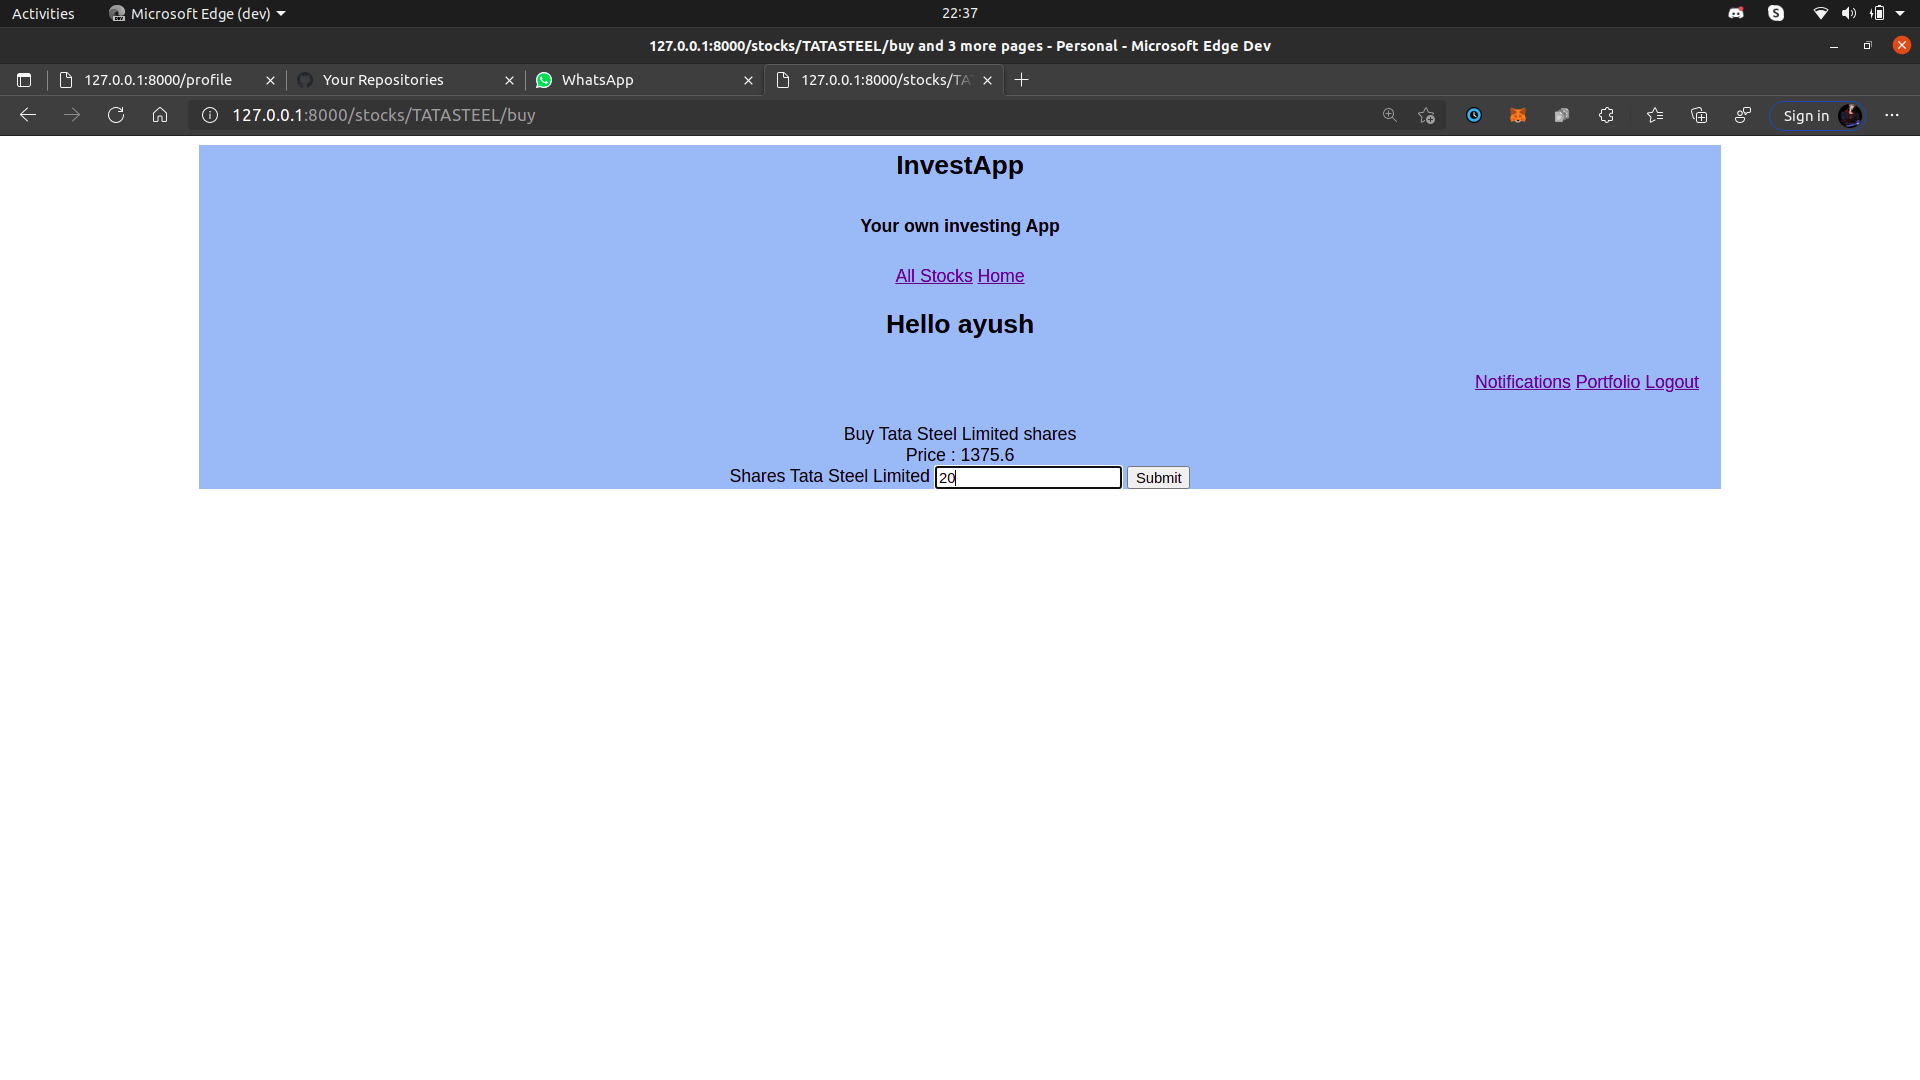 Activities Microsoft Edge (dev) 22:37
127.0.0.1:8000/stocks/TATASTEEL/buy and 3 more pages - Personal - Microsoft Edge Dev
127.0.0.1:8000/profile Your Repositories WhatsApp 127.0.0.1:8000/stocks/TA
127.0.0.1:8000/stocks/TATASTEEL/buy Sign in
InvestApp
Your own investing App
All Stocks Home
Hello ayush
Notifications Portfolio Logout
Buy Tata Steel Limited shares
Price : 1375.6
Shares Tata Steel Limited 20 Submit